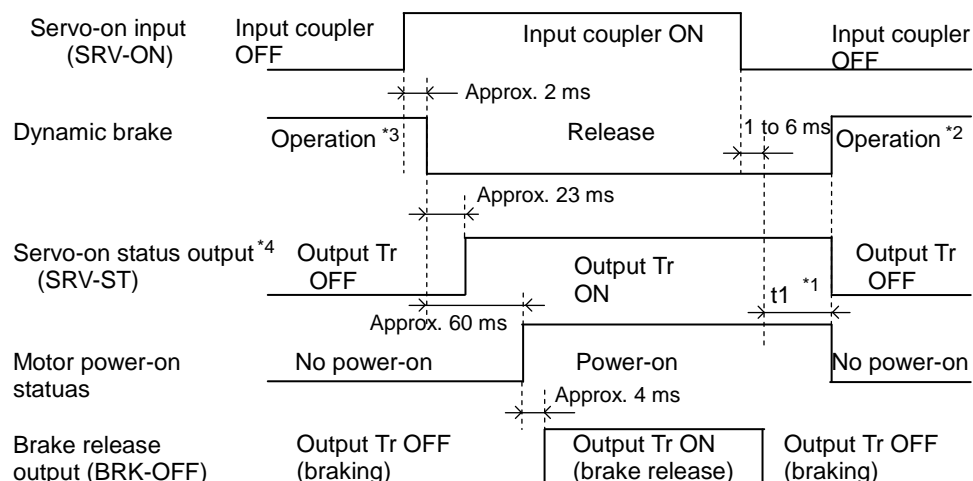 Servo-on input
(SRV-ON)
Input coupler
OFF
Input coupler ON
Input coupler
OFF
Approx. 2 ms
Dynamic brake
Operation *3
Release
1 to 6 ms
Operation *2
Approx. 23 ms
Servo-on status output *4
(SRV-ST)
Output Tr
OFF
Output Tr
ON
t1 *1
Output Tr
OFF
Approx. 60 ms
Motor power-on
statuas
No power-on
Power-on
No power-on
Approx. 4 ms
Brake release
output (BRK-OFF)
Output Tr OFF
(braking)
Output Tr ON
(brake release)
Output Tr OFF
(braking)